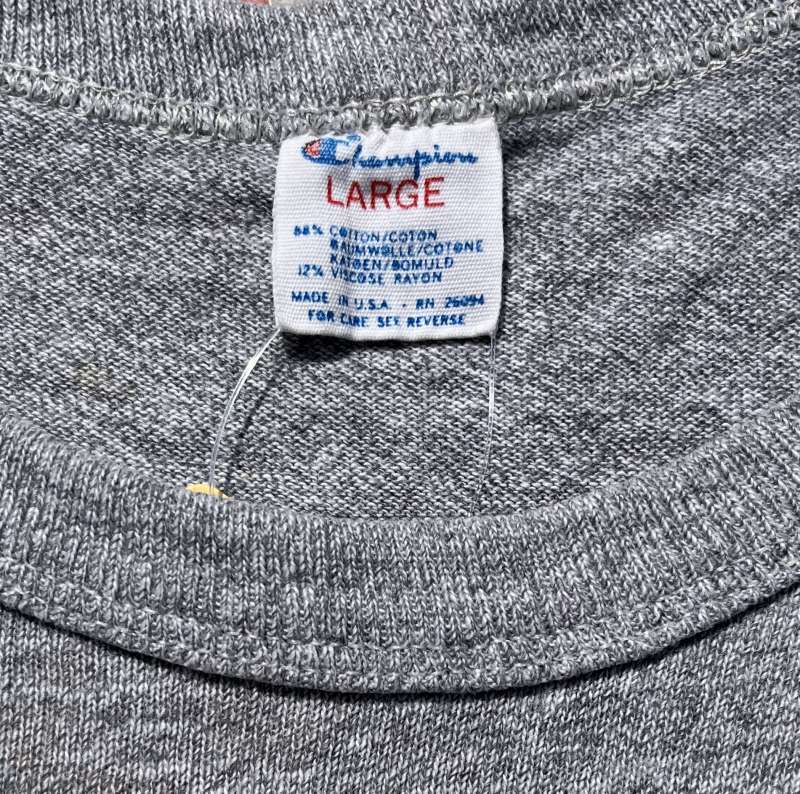 Champion
LARGE
88% COTTON/COTON
BAUMWOLLE/COTONE
KATOEN/BOMULD
12% VISCOSE RAYON
MADE IN U.S.A. · RN 26094
FOR CARE SEE REVERSE